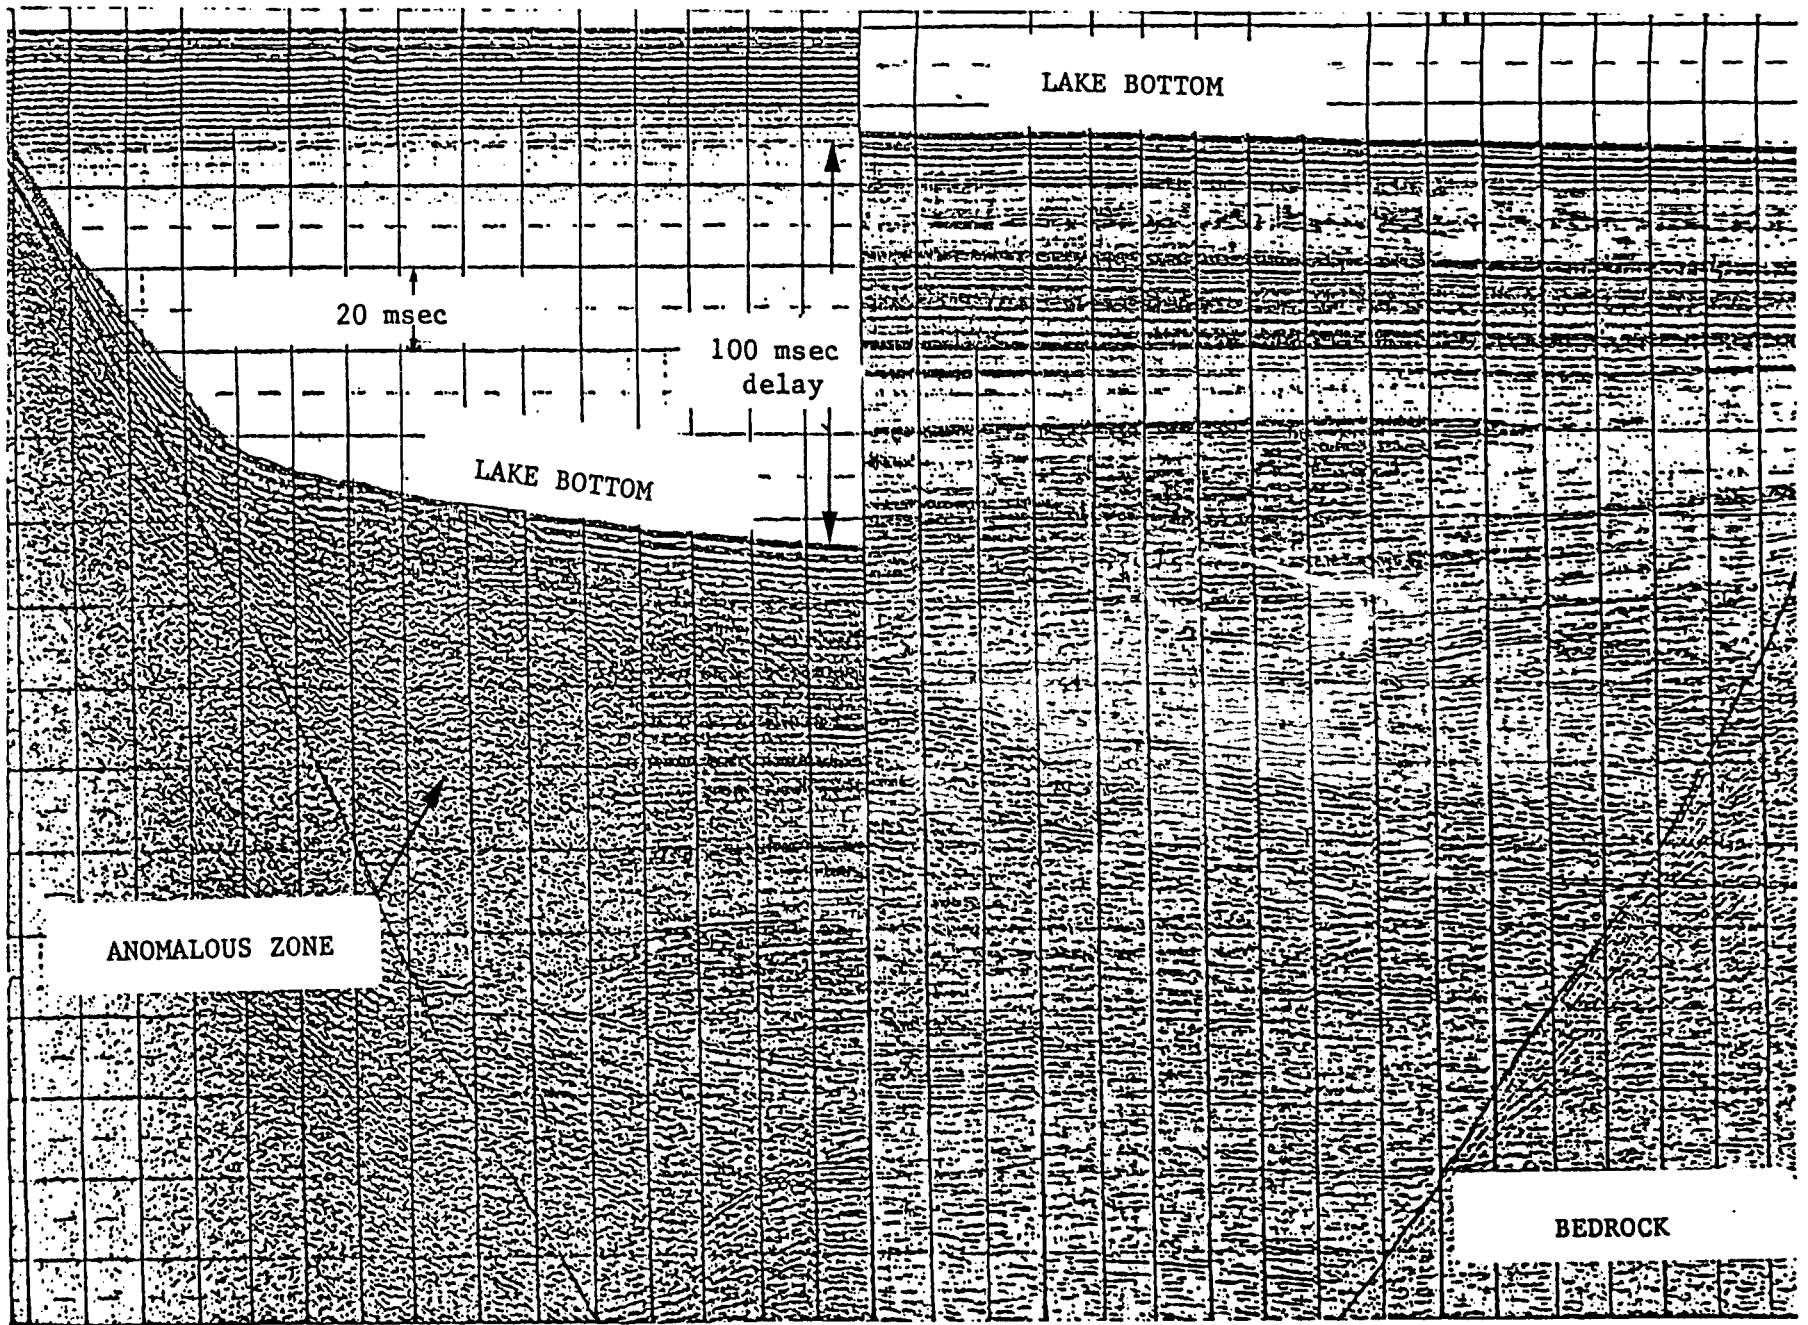 LAKE BOTTOM
20 msec
100 msec
delay
LAKE BOTTOM
ANOMALOUS ZONE
BEDROCK